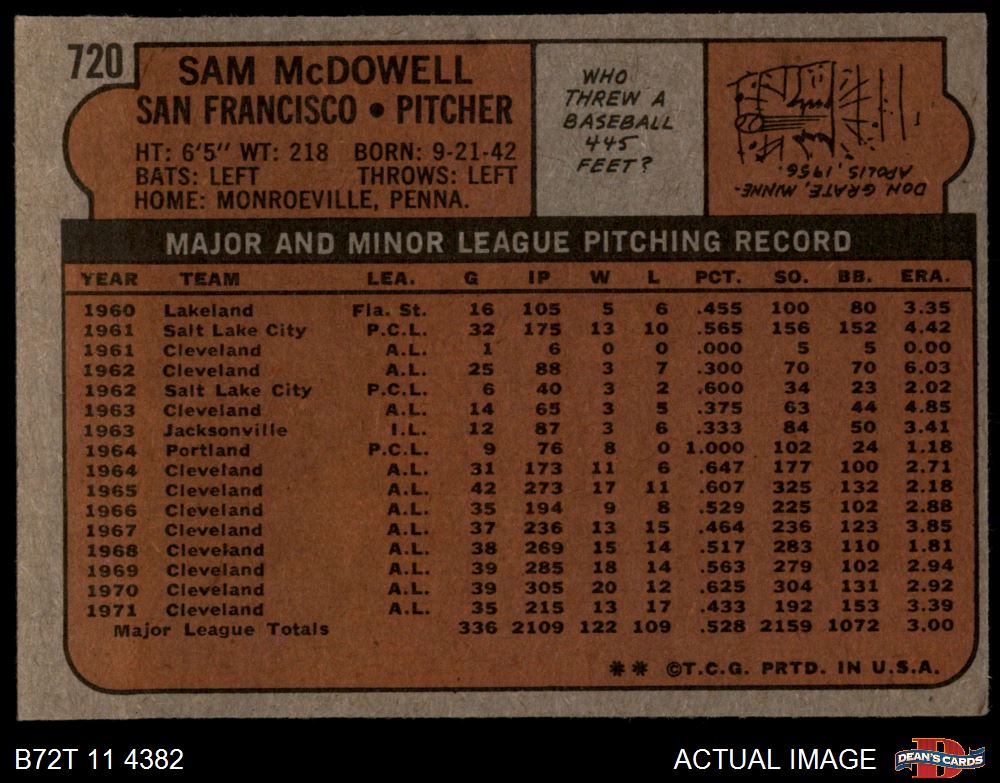 720
SAM McDOWELL
SAN FRANCISCO • PITCHER
HT: 6'5" WT: 218 BORN: 9-21-42
BATS: LEFT THROWS: LEFT
HOME: MONROEVILLE, PENNA.
WHO
THREW A
BASEBALL
445
FEET?
DON GRATE, MINNE-
APOLIS, 1956.
MAJOR AND MINOR LEAGUE PITCHING RECORD
YEAR TEAM LEA. G IP W L PCT. SO. BB. ERA.
1960 Lakeland Fla. St. 16 105 5 6 .455 100 80 3.35
1961 Salt Lake City P.C.L. 32 175 13 10 .565 156 152 4.42
1961 Cleveland A.L. 1 6 0 0 .000 5 5 0.00
1962 Cleveland A.L. 25 88 3 7 .300 70 70 6.03
1962 Salt Lake City P.C.L. 6 40 3 2 .600 34 23 2.02
1963 Cleveland A.L. 14 65 3 5 .375 63 44 4.85
1963 Jacksonville I.L. 12 87 3 6 .333 84 50 3.41
1964 Portland P.C.L. 9 76 8 0 1.000 102 24 1.18
1964 Cleveland A.L. 31 173 11 6 .647 177 100 2.71
1965 Cleveland A.L. 42 273 17 11 .607 325 132 2.18
1966 Cleveland A.L. 35 194 9 8 .529 225 102 2.88
1967 Cleveland A.L. 37 236 13 15 .464 236 123 3.85
1968 Cleveland A.L. 38 269 15 14 .517 283 110 1.81
1969 Cleveland A.L. 39 285 18 14 .563 279 102 2.94
1970 Cleveland A.L. 39 305 20 12 .625 304 131 2.92
1971 Cleveland A.L. 35 215 13 17 .433 192 153 3.39
Major League Totals 336 2109 122 109 .528 2159 1072 3.00
** ©T.C.G. PRTD. IN U.S.A.
B72T 11 4382
ACTUAL IMAGE
D
DEAN'S CARDS